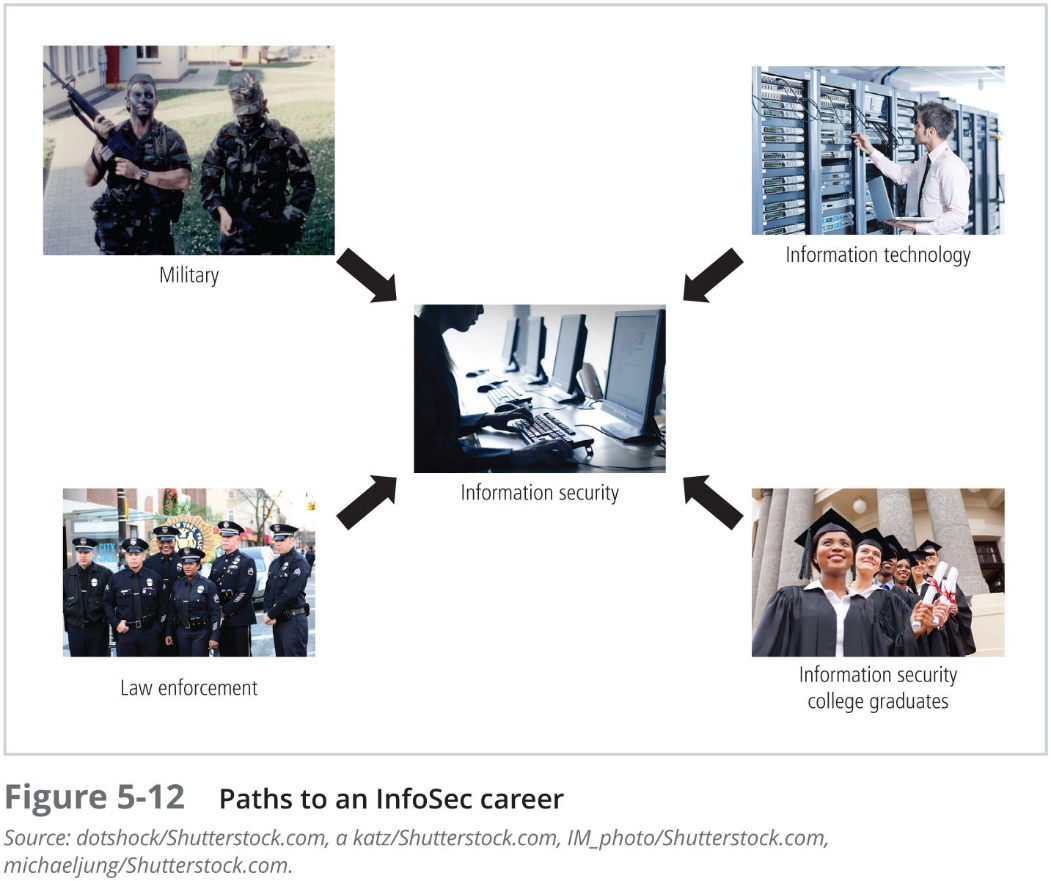 Military
Information technology
Information security
Law enforcement
Information security
college graduates
Figure 5-12 Paths to an InfoSec career
Source: dotshock/Shutterstock.com, a katz/Shutterstock.com, IM_photo/Shutterstock.com,
michaeljung/Shutterstock.com.